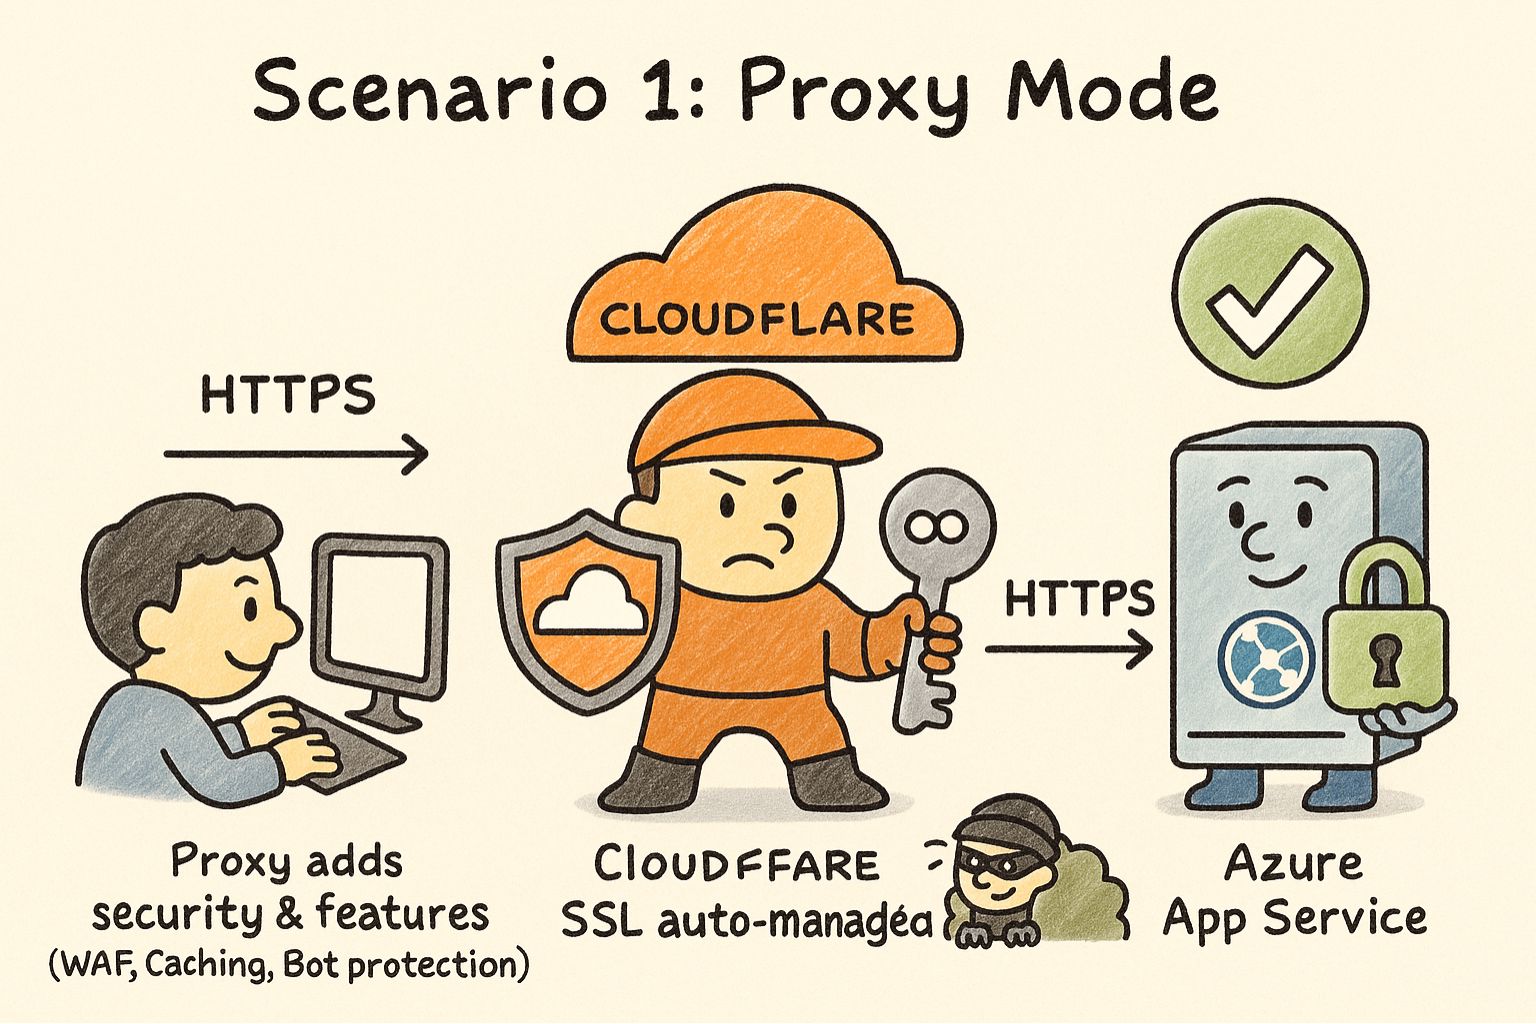 Scenario 1: Proxy Mode
CLOUDFLARE
HTTPS
HTTPS
Proxy adds
security & features
(WAF, Caching, Bot protection)
ClOUDFFARE
SSL auto-managéd
Azure
App Service